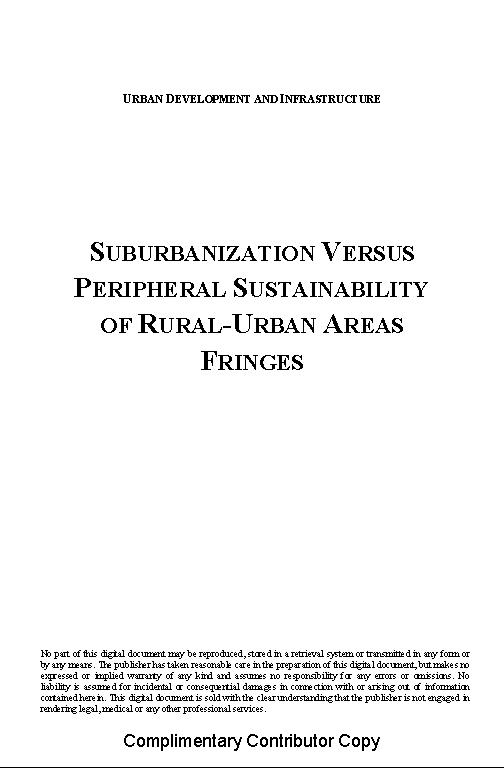 URBAN DEVELOPMENT AND INFRASTRUCTURE
SUBURBANIZATION VERSUS
PERIPHERAL SUSTAINABILITY
OF RURAL-URBAN AREAS
FRINGES
No part of this digital document may be reproduced, stored in a retrieval system or transmitted in any form or
by any means. The publisher has taken reasonable care in the preparation of this digital document, but makes no
expressed or implied warranty of any kind and assumes no responsibility for any errors or omissions. No
liability is assumed for incidental or consequential damages in connection with or arising out of information
contained herein. This digital document is sold with the clear understanding that the publisher is not engaged in
rendering legal, medical or any other professional services.
Complimentary Contributor Copy